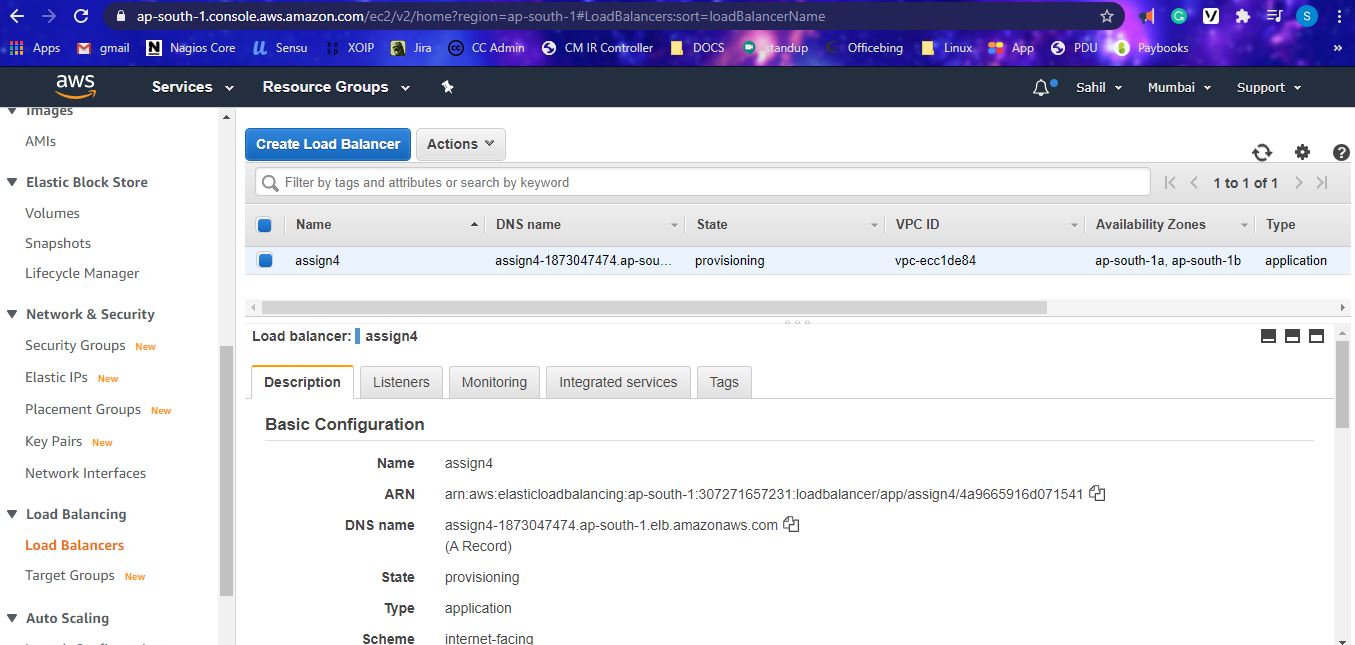 ap-south-1.console.aws.amazon.com/ec2/v2/home?region=ap-south-1#LoadBalancers:sort=loadBalancerName
Apps gmail Nagios Core Sensu XOIP Jira CC Admin CM IR Controller DOCS standup Officebing Linux App PDU Paybooks »
aws Services Resource Groups Sahil Mumbai Support
Images
AMIs
Elastic Block Store
Volumes
Snapshots
Lifecycle Manager
Network & Security
Security Groups New
Elastic IPs New
Placement Groups New
Key Pairs New
Network Interfaces
Load Balancing
Load Balancers
Target Groups New
Auto Scaling
Create Load Balancer Actions
Filter by tags and attributes or search by keyword 1 to 1 of 1
Name DNS name State VPC ID Availability Zones Type
assign4 assign4-1873047474.ap-sou... provisioning vpc-ecc1de84 ap-south-1a, ap-south-1b application
Load balancer: assign4
Description Listeners Monitoring Integrated services Tags
Basic Configuration
Name assign4
ARN arn:aws:elasticloadbalancing:ap-south-1:307271657231:loadbalancer/app/assign4/4a9665916d071541
DNS name assign4-1873047474.ap-south-1.elb.amazonaws.com
(A Record)
State provisioning
Type application
Scheme internet-facing